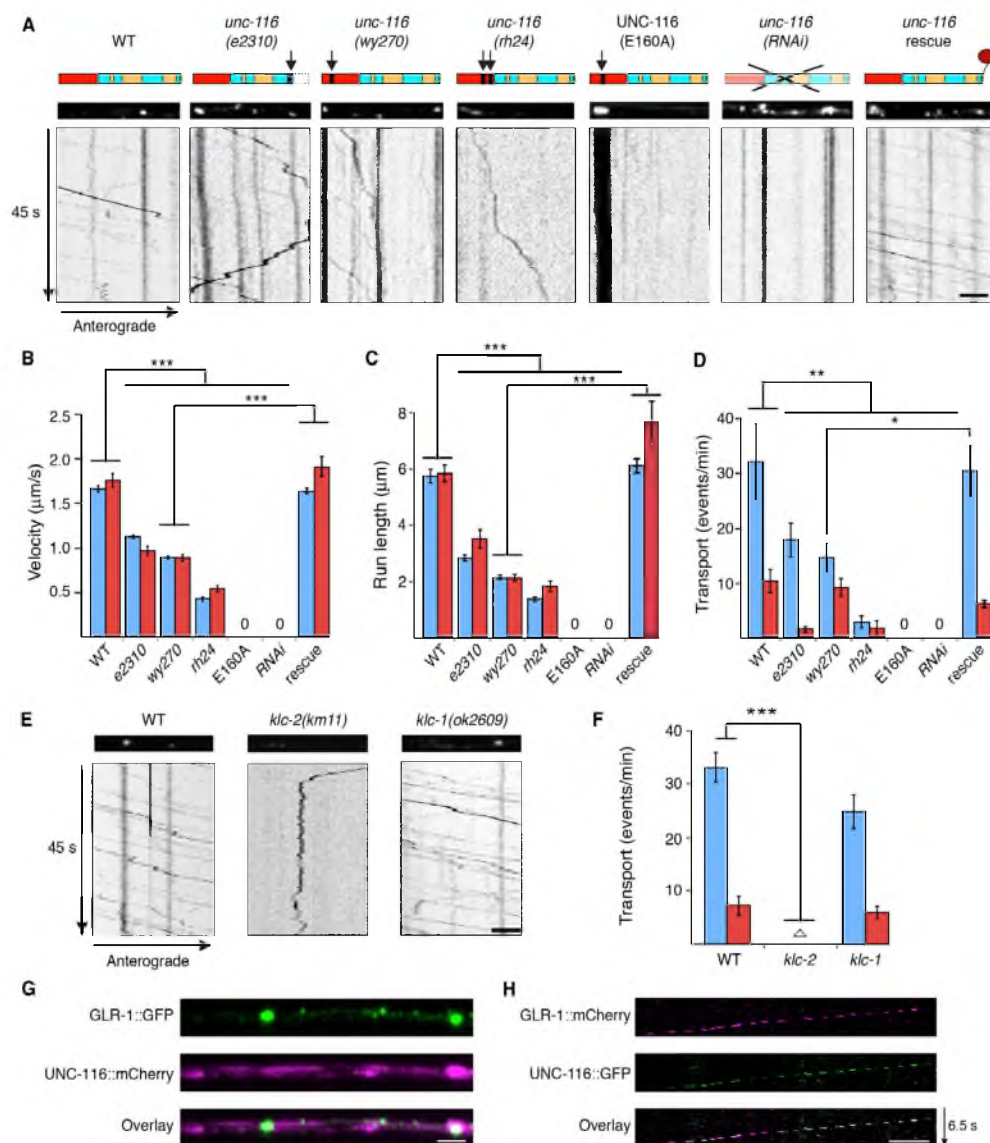 A
WT
unc-116 (e2310)
unc-116 (wy270)
unc-116 (rh24)
UNC-116 (E160A)
unc-116 (RNAi)
unc-116 rescue
45 s
Anterograde
B
***
***
Velocity (μm/s)
2.5
2.0
1.5
1.0
0.5
0
0
WT
e2310
wy270
rh24
E160A
RNAi
rescue
C
***
***
Run length (μm)
8
6
4
2
0
0
WT
e2310
wy270
rh24
E160A
RNAi
rescue
D
**
*
Transport (events/min)
40
30
20
10
0
0
WT
e2310
wy270
rh24
E160A
RNAi
rescue
E
WT
klc-2(km11)
klc-1(ok2609)
45 s
Anterograde
F
***
Transport (events/min)
40
30
20
10
WT
klc-2
klc-1
G
GLR-1::GFP
UNC-116::mCherry
Overlay
H
GLR-1::mCherry
UNC-116::GFP
Overlay
6.5 s